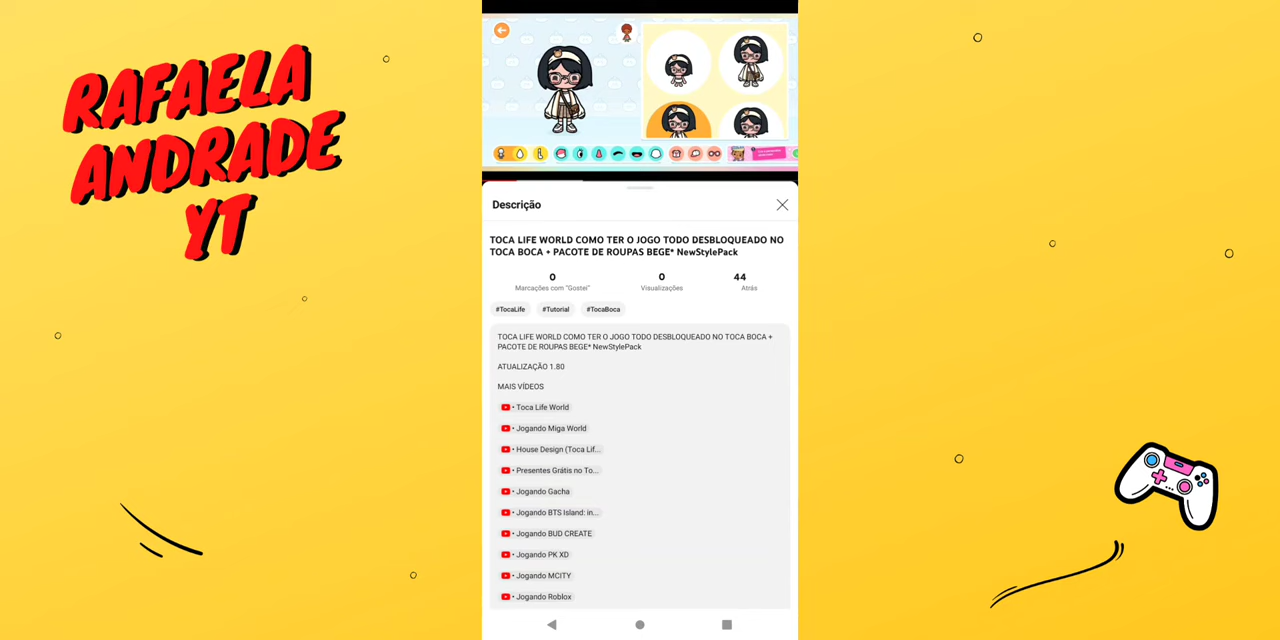 RAFAELA
ANDRADE
YT
Descrição
TOCA LIFE WORLD COMO TER O JOGO TODO DESBLOQUEADO NO
TOCA BOCA + PACOTE DE ROUPAS BEGE* NewStylePack
0
0
44
Marcações com "Gostei"
Visualizações
Atrás
#TocaLife
#Tutorial
#TocaBoca
TOCA LIFE WORLD COMO TER O JOGO TODO DESBLOQUEADO NO TOCA BOCA +
PACOTE DE ROUPAS BEGE* NewStylePack
ATUALIZAÇÃO 1.80
MAIS VÍDEOS
• Toca Life World
• Jogando Miga World
• House Design (Toca Lif...
• Presentes Grátis no To...
• Jogando Gacha
• Jogando BTS Island: in...
• Jogando BUD CREATE
• Jogando PK XD
• Jogando MCITY
• Jogando Roblox